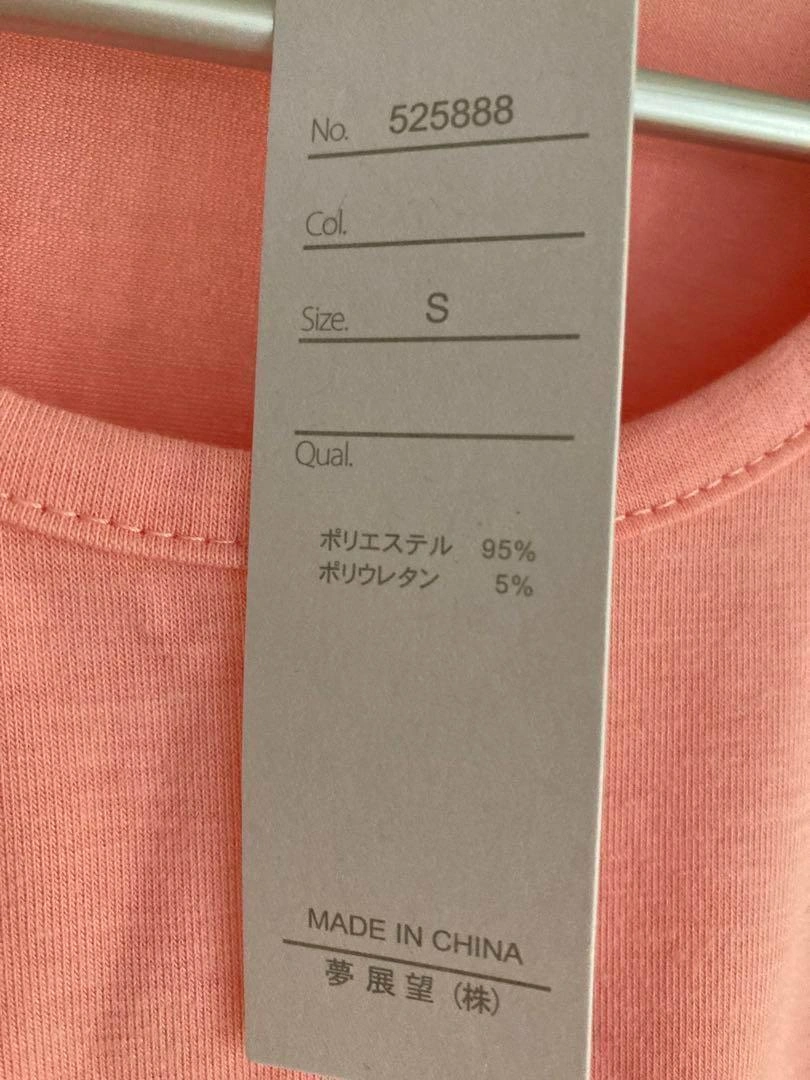 No. 525888
Col.
Size. S
Qual.
ポリエステル 95%
ポリウレタン 5%
MADE IN CHINA
夢展望(株)